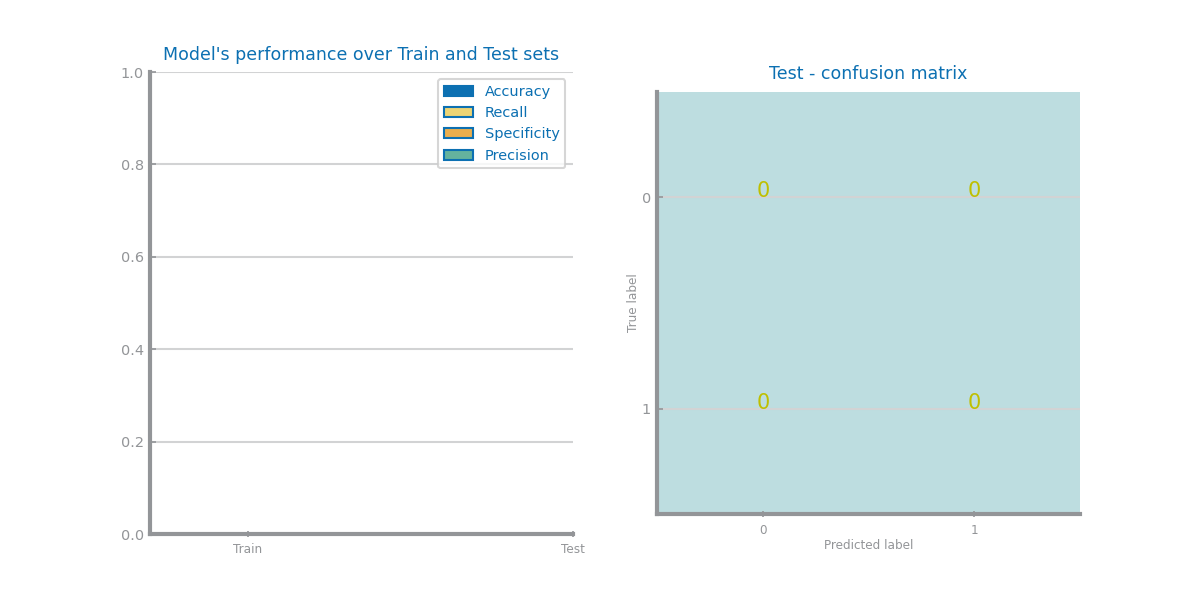 Model's performance over Train and Test sets
1.0
0.8
0.6
0.4
0.2
0.0
Accuracy
Recall
Specificity
Precision
Train Test
Test - confusion matrix
True label
0 0 0
1 0 0
0 1
Predicted label